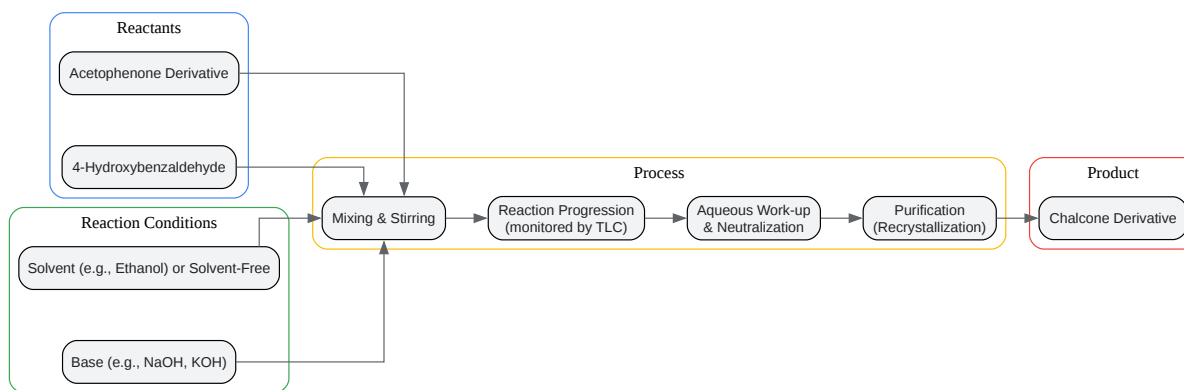 Reactants
Acetophenone Derivative
4-Hydroxybenzaldehyde
Reaction Conditions
Solvent (e.g., Ethanol) or Solvent-Free
Base (e.g., NaOH, KOH)
Process
Mixing & Stirring
Reaction Progression
(monitored by TLC)
Aqueous Work-up
& Neutralization
Purification
(Recrystallization)
Product
Chalcone Derivative